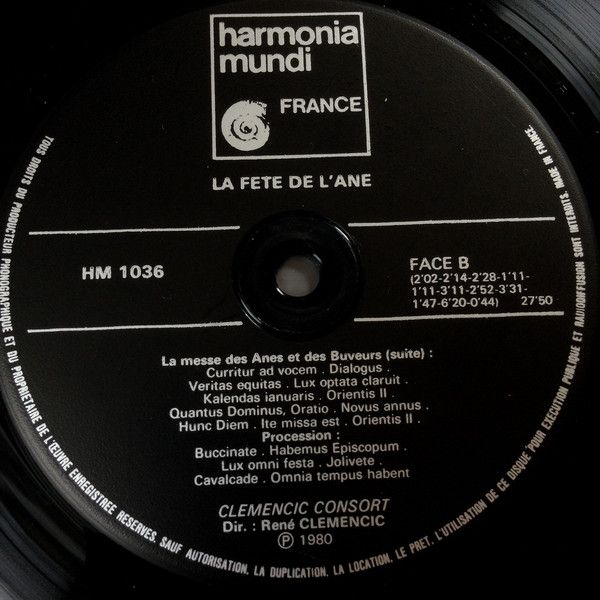 harmonia
mundi
FRANCE
LA FETE DE L'ANE
HM 1036
FACE B
(2'02-2'14-2'28-1'11-
1'11-3'11-2'52-3'31-
1'47-6'20-0'44) 27'50
La messe des Anes et des Buveurs (suite) :
Curritur ad vocem . Dialogus .
Veritas equitas . Lux optata claruit .
Kalendas ianuaris . Orientis II .
Quantus Dominus, Oratio . Novus annus .
Hunc Diem . Ite missa est . Orientis II .
Procession :
Buccinate . Habemus Episcopum .
Lux omni festa . Jolivete .
Cavalcade . Omnia tempus habent
CLEMENCIC CONSORT
Dir. : René CLEMENCIC
Ⓟ 1980
TOUS DROITS DU PRODUCTEUR PHONOGRAPHIQUE ET DU PROPRIETAIRE DE L'ŒUVRE ENREGISTREE RESERVES. SAUF AUTORISATION, LA DUPLICATION, LA LOCATION, LE PRET, L'UTILISATION DE CE DISQUE POUR EXECUTION PUBLIQUE ET RADIODIFFUSION SONT INTERDITS. MADE IN FRANCE.